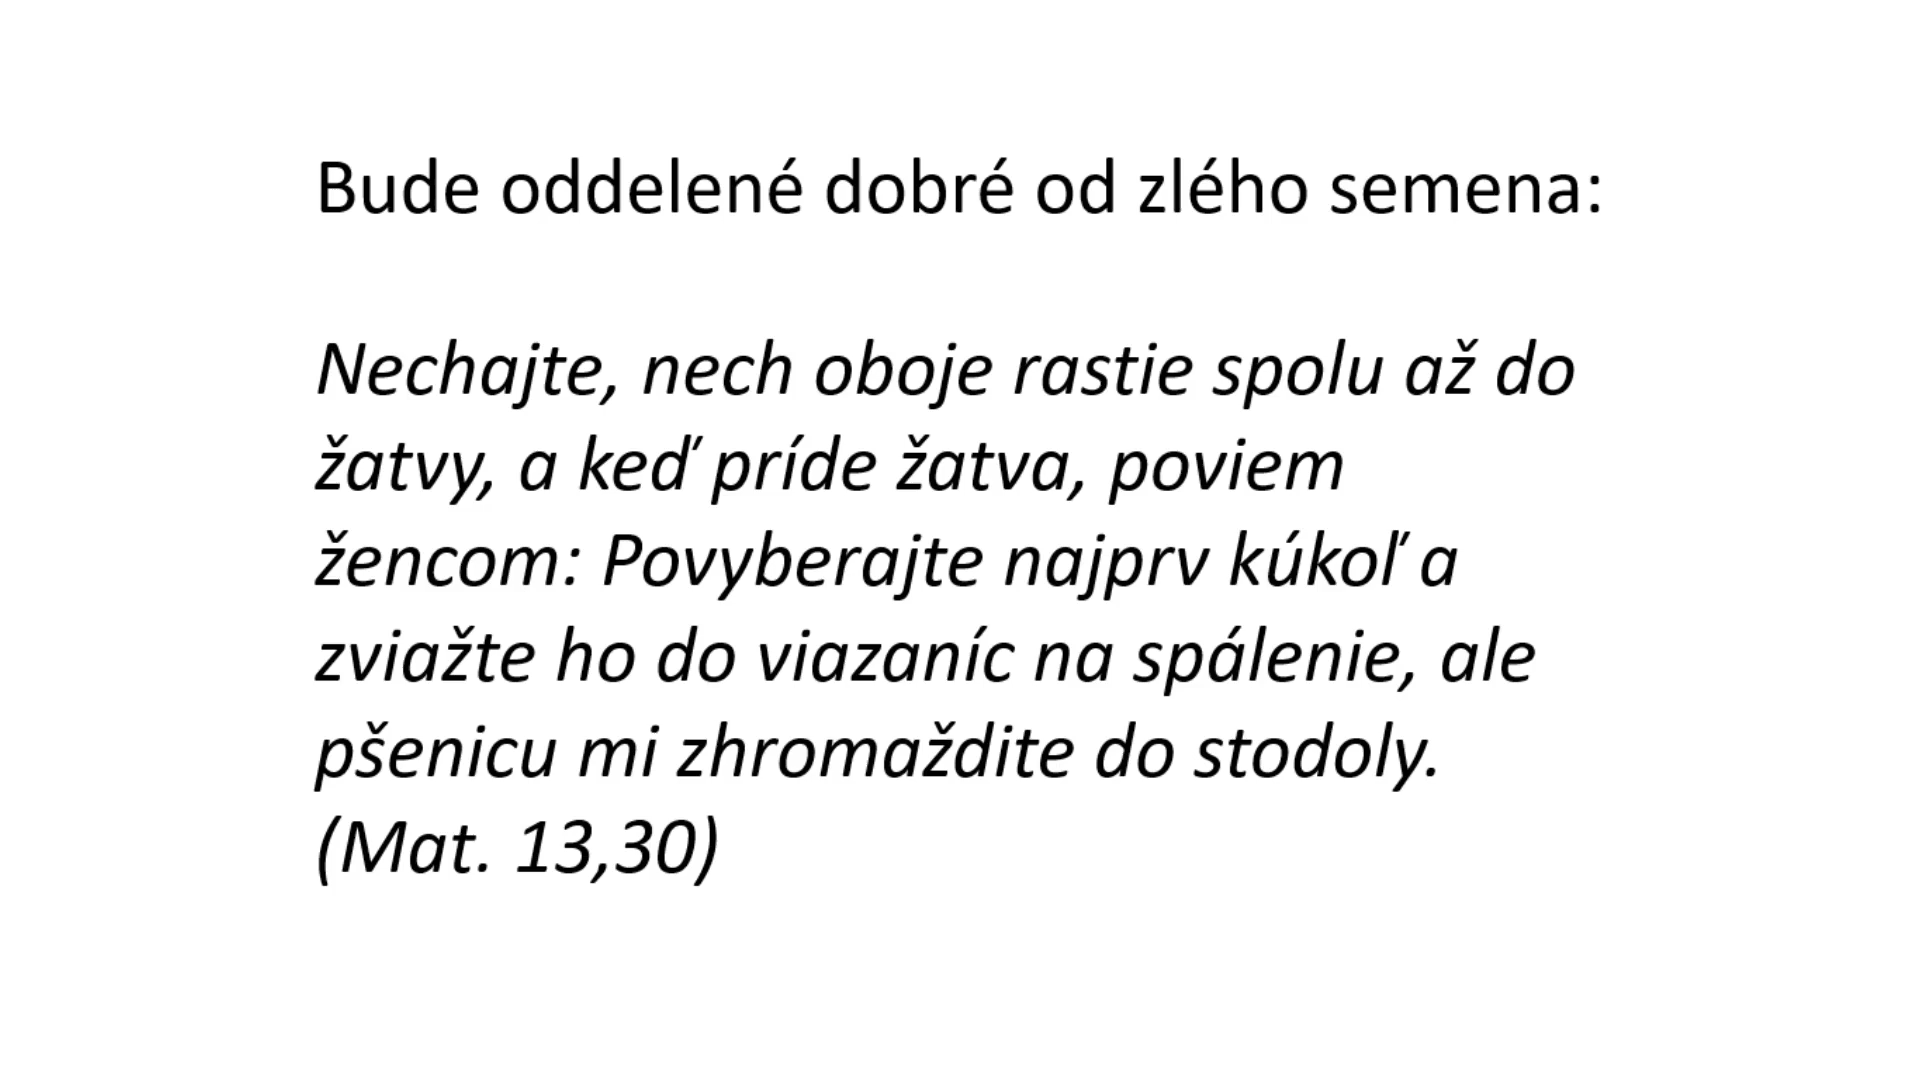 Bude oddelené dobré od zlého semena:
Nechajte, nech oboje rastie spolu až do
žatvy, a keď príde žatva, poviem
žencom: Povyberajte najprv kúkoľ a
zviažte ho do viazaníc na spálenie, ale
pšenicu mi zhromaždite do stodoly.
(Mat. 13,30)